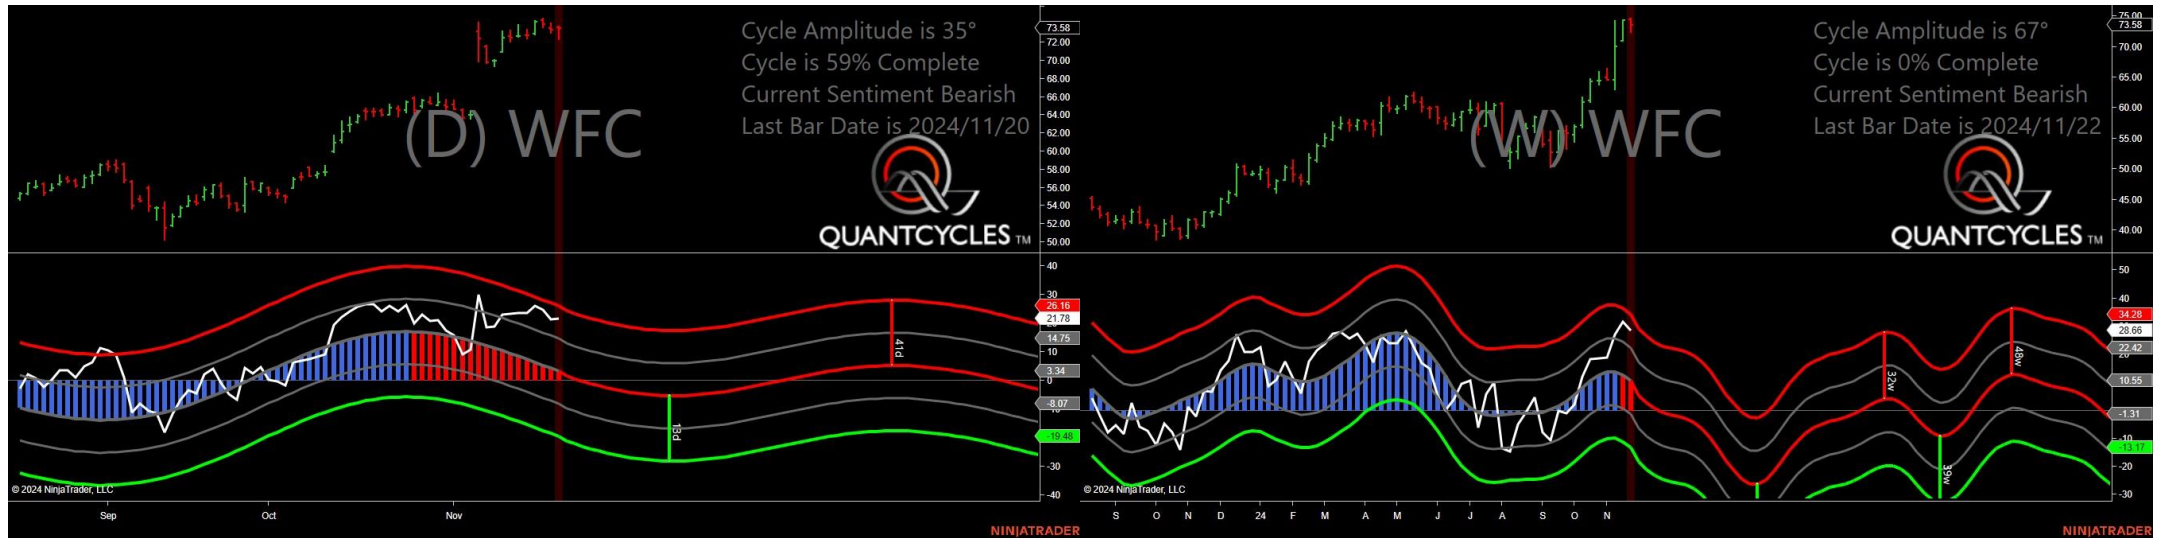 Cycle Amplitude is 35°
Cycle is 59% Complete
Current Sentiment Bearish
Last Bar Date is 2024/11/20
(D) WFC
QUANTCYCLES TM
73.58
72.00
70.00
68.00
66.00
64.00
62.00
60.00
58.00
56.00
54.00
52.00
50.00
40
30
26.16
21.78
14.75
10
3.34
0
-8.07
-19.48
-30
-40
41d
13d
© 2024 NinjaTrader, LLC
Sep Oct Nov
NINJATRADER
Cycle Amplitude is 67°
Cycle is 0% Complete
Current Sentiment Bearish
Last Bar Date is 2024/11/22
(W) WFC
QUANTCYCLES TM
75.00
73.58
70.00
65.00
60.00
55.00
50.00
45.00
40.00
50
40
34.28
28.66
22.42
20
10.55
-1.31
-10
-13.17
-20
-30
32w
48w
39w
© 2024 NinjaTrader, LLC
S O N D 24 F M A M J J A S O N
NINJATRADER